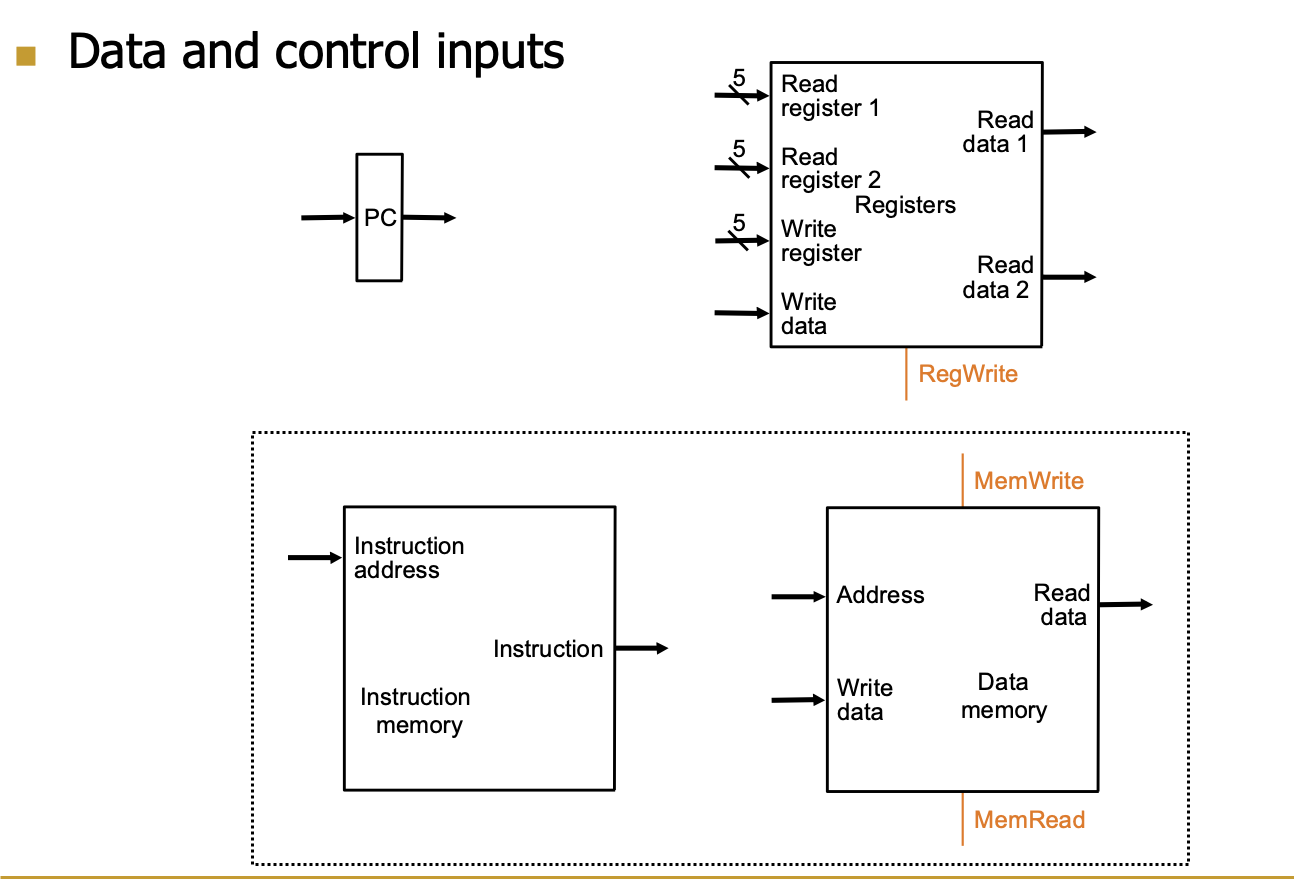 Data and control inputs
5
Read
register 1
5
Read
register 2
5
Write
register
Write
data
Registers
Read
data 1
Read
data 2
RegWrite
PC
Instruction
address
Instruction
Instruction
memory
MemWrite
Address
Write
data
Read
data
Data
memory
MemRead